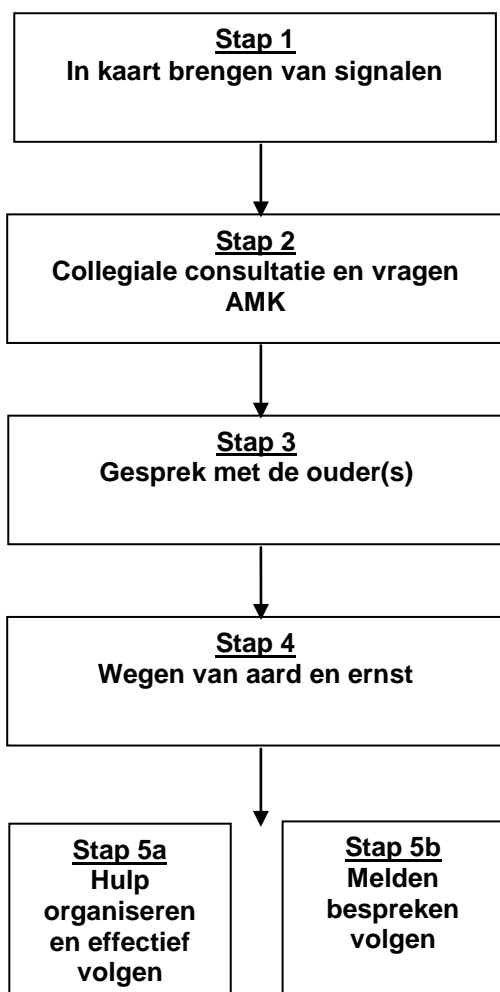 Stap 1
In kaart brengen van signalen
Stap 2
Collegiale consultatie en vragen
AMK
Stap 3
Gesprek met de ouder(s)
Stap 4
Wegen van aard en ernst
Stap 5a
Hulp
organiseren
en effectief
volgen
Stap 5b
Melden
bespreken
volgen